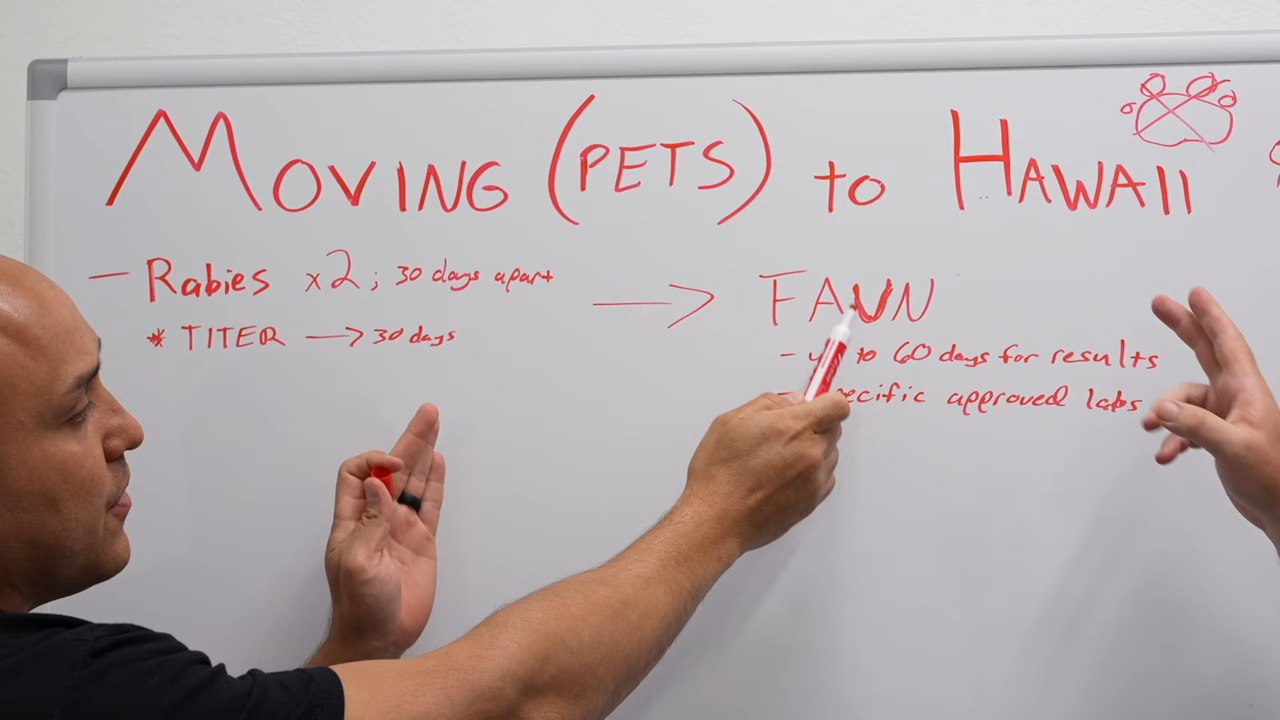 MOVING (PETS) to HAWAII
- Rabies x2; 30 days apart
* TITER → 30 days
→ FAVN
- to 60 days for results
- approved labs